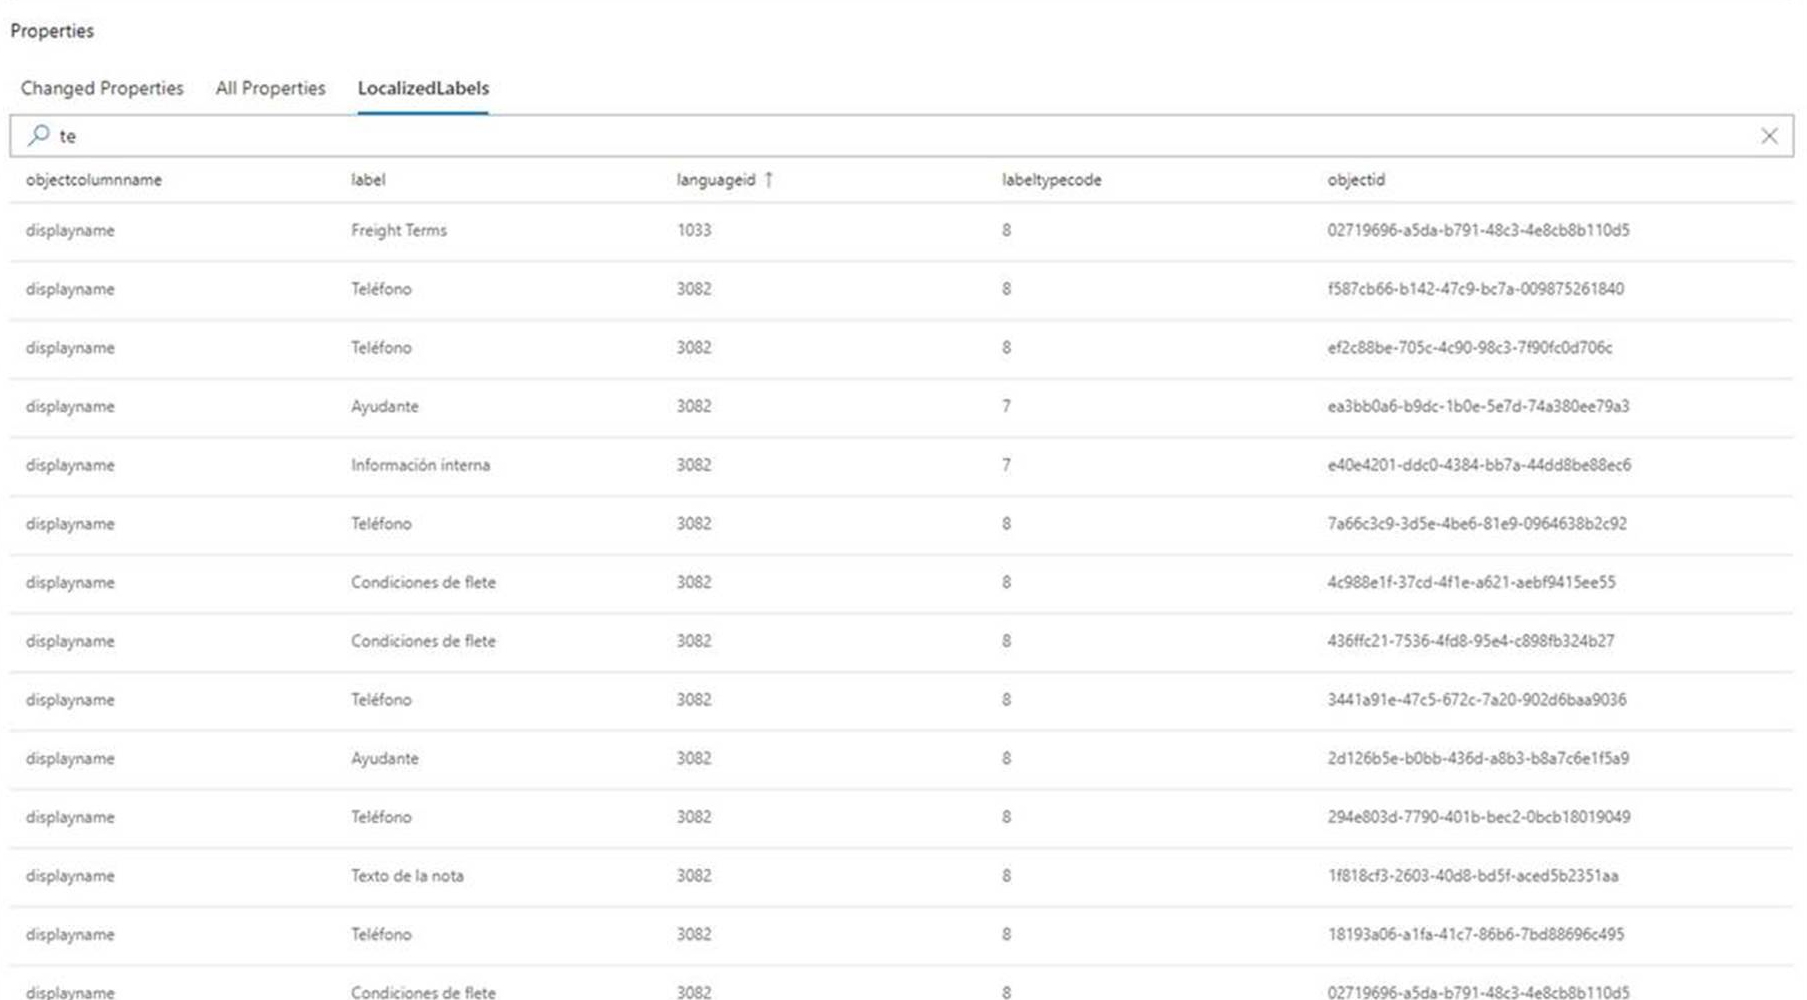 Properties
Changed Properties All Properties LocalizedLabels
te
objectcolumnname label languageid ↑ labeltypecode objectid
displayname Freight Terms 1033 8 02719696-a5da-b791-48c3-4e8cb8b110d5
displayname Teléfono 3082 8 f587cb66-b142-47c9-bc7a-009875261840
displayname Teléfono 3082 8 ef2c88be-705c-4c90-98c3-7f90fc0d706c
displayname Ayudante 3082 7 ea3bb0a6-b9dc-1b0e-5e7d-74a380ee79a3
displayname Información interna 3082 7 e40e4201-ddc0-4384-bb7a-44dd8be88ec6
displayname Teléfono 3082 8 7a66c3c9-3d5e-4be6-81e9-0964638b2c92
displayname Condiciones de flete 3082 8 4c988e1f-37cd-4f1e-a621-aebf9415ee55
displayname Condiciones de flete 3082 8 436ffc21-7536-4fd8-95e4-c898fb324b27
displayname Teléfono 3082 8 3441a91e-47c5-672c-7a20-902d6baa9036
displayname Ayudante 3082 8 2d126b5e-b0bb-436d-a8b3-b8a7c6e1f5a9
displayname Teléfono 3082 8 294e803d-7790-401b-bec2-0bcb18019049
displayname Texto de la nota 3082 8 1f818cf3-2603-40d8-bd5f-aced5b2351aa
displayname Teléfono 3082 8 18193a06-a1fa-41c7-86b6-7bd88696c495
displayname Condiciones de flete 3082 8 02719696-a5da-b791-48c3-4e8cb8b110d5